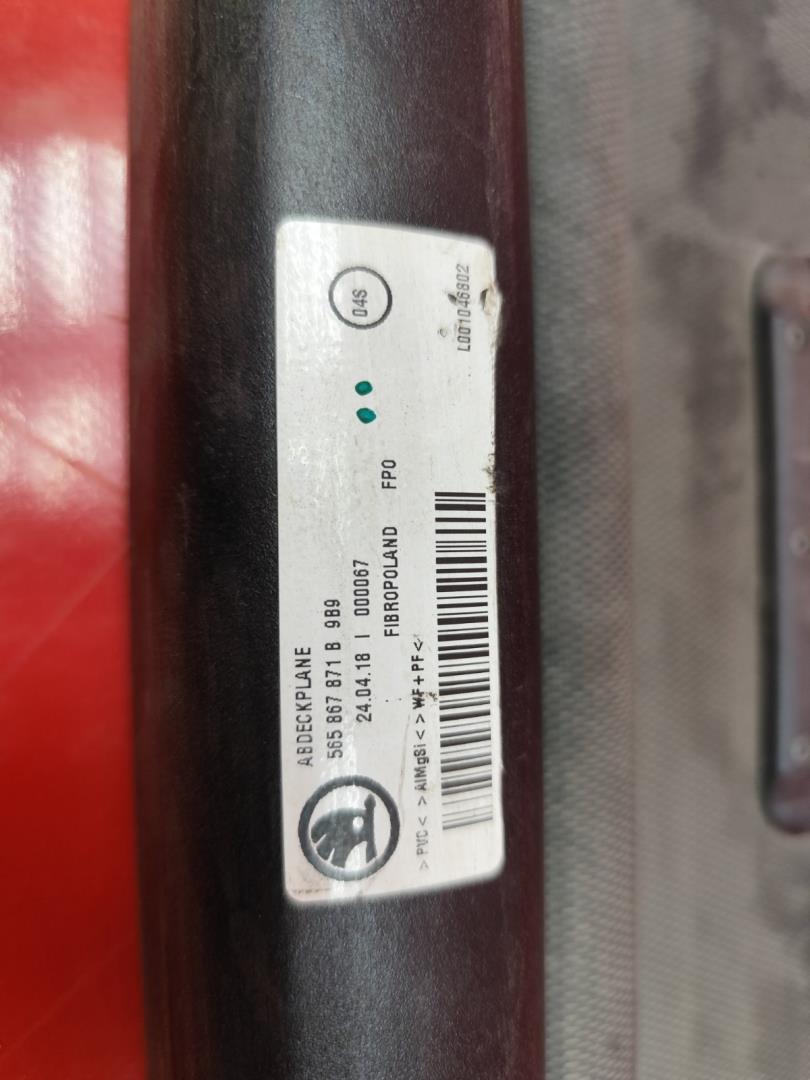 ABDECKPLANE
565 867 871 B 9B9
24.04.18 I 000067
04S
FIBROPOLAND FPO
>PVC< >AlMgSi< >WF+PF<
L001046802